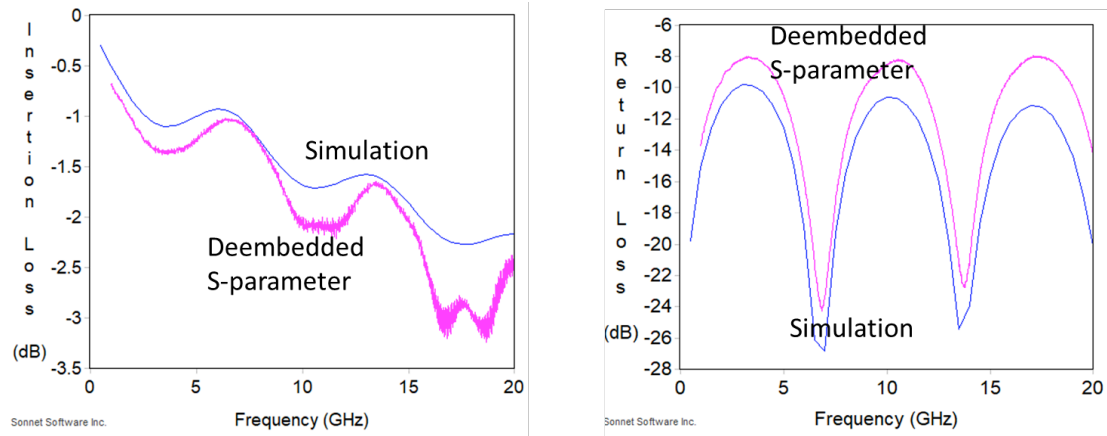 Insertion Loss (dB)
0
-0.5
-1
-1.5
-2
-2.5
-3
-3.5
Simulation
Deembedded
S-parameter
0 5 10 15 20
Frequency (GHz)
Sonnet Software Inc.
Return Loss (dB)
-6
-8
-10
-12
-14
-16
-18
-20
-22
-24
-26
-28
Deembedded
S-parameter
Simulation
0 5 10 15 20
Frequency (GHz)
Sonnet Software Inc.